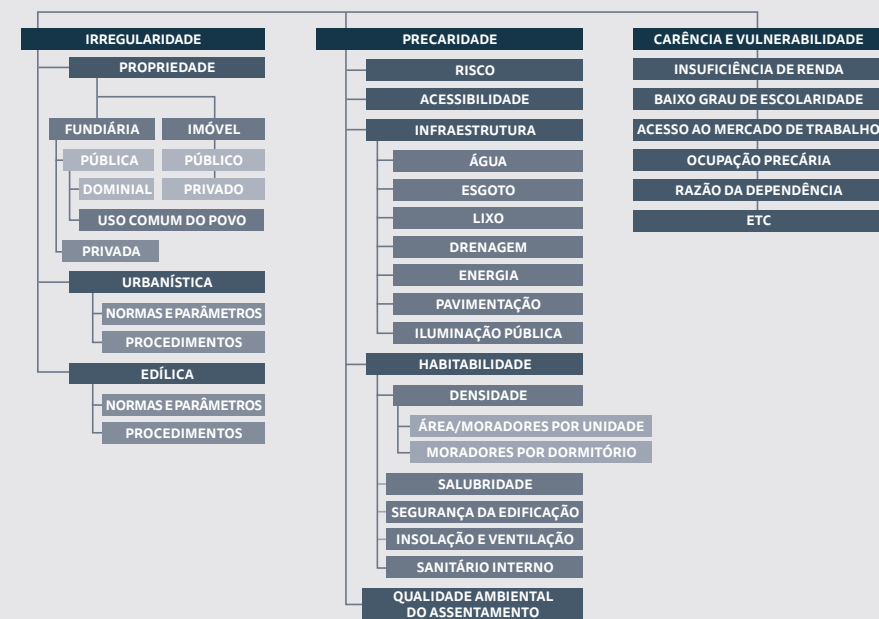 IRREGULARIDADE
PROPRIEDADE
FUNDIÁRIA
IMÓVEL
PÚBLICA
PÚBLICO
DOMINIAL
PRIVADO
USO COMUM DO POVO
PRIVADA
URBANÍSTICA
NORMAS E PARÂMETROS
PROCEDIMENTOS
EDÍLICA
NORMAS E PARÂMETROS
PROCEDIMENTOS
PRECARIDADE
RISCO
ACESSIBILIDADE
INFRAESTRUTURA
ÁGUA
ESGOTO
LIXO
DRENAGEM
ENERGIA
PAVIMENTAÇÃO
ILUMINAÇÃO PÚBLICA
HABITABILIDADE
DENSIDADE
ÁREA/MORADORES POR UNIDADE
MORADORES POR DORMITÓRIO
SALUBRIDADE
SEGURANÇA DA EDIFICAÇÃO
INSOLAÇÃO E VENTILAÇÃO
SANITÁRIO INTERNO
QUALIDADE AMBIENTAL
DO ASSENTAMENTO
CARÊNCIA E VULNERABILIDADE
INSUFICIÊNCIA DE RENDA
BAIXO GRAU DE ESCOLARIDADE
ACESSO AO MERCADO DE TRABALHO
OCUPAÇÃO PRECÁRIA
RAZÃO DA DEPENDÊNCIA
ETC